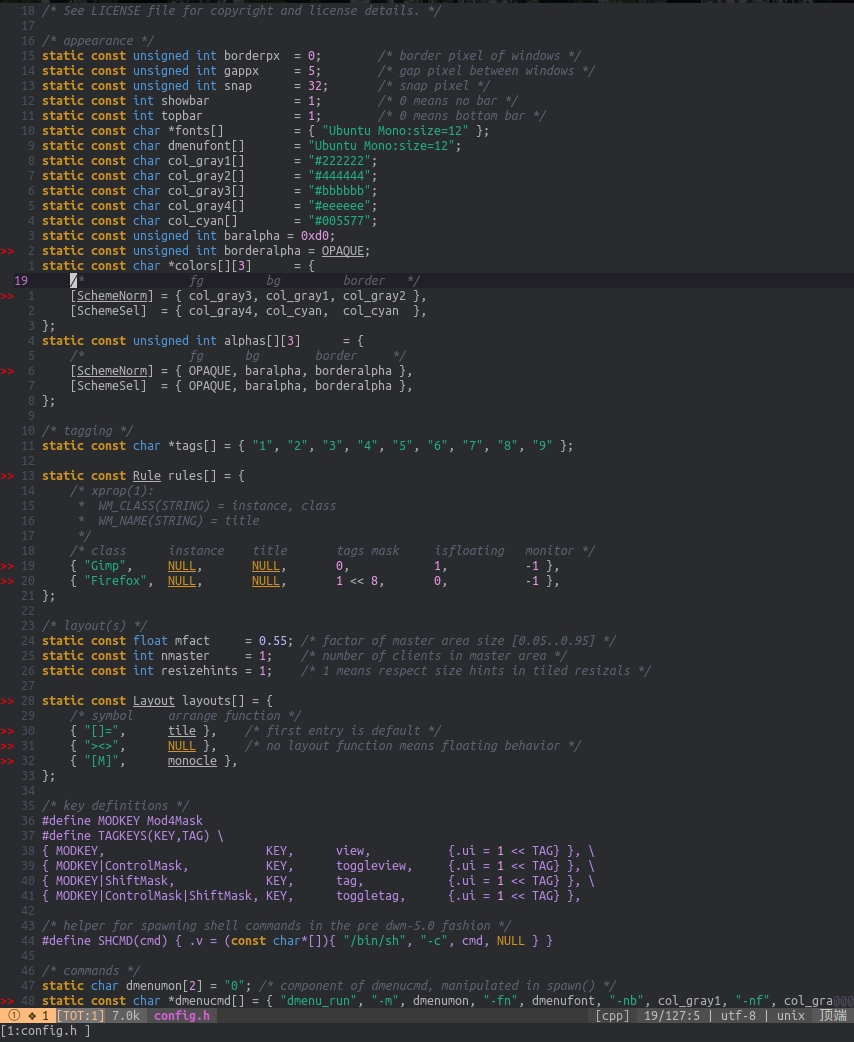 18 /* See LICENSE file for copyright and license details. */
17
16 /* appearance */
15 static const unsigned int borderpx  = 0;        /* border pixel of windows */
14 static const unsigned int gappx     = 5;        /* gap pixel between windows */
13 static const unsigned int snap      = 32;       /* snap pixel */
12 static const int showbar            = 1;        /* 0 means no bar */
11 static const int topbar             = 1;        /* 0 means bottom bar */
10 static const char *fonts[]          = { "Ubuntu Mono:size=12" };
9 static const char dmenufont[]       = "Ubuntu Mono:size=12";
8 static const char col_gray1[]       = "#222222";
7 static const char col_gray2[]       = "#444444";
6 static const char col_gray3[]       = "#bbbbbb";
5 static const char col_gray4[]       = "#eeeeee";
4 static const char col_cyan[]        = "#005577";
3 static const unsigned int baralpha = 0xd0;
>> 2 static const unsigned int borderalpha = OPAQUE;
1 static const char *colors[][3]      = {
19     /*               fg         bg         border   */
>> 1     [SchemeNorm] = { col_gray3, col_gray1, col_gray2 },
2     [SchemeSel]  = { col_gray4, col_cyan,  col_cyan  },
3 };
4 static const unsigned int alphas[][3]      = {
5     /*               fg      bg        border     */
>> 6     [SchemeNorm] = { OPAQUE, baralpha, borderalpha },
7     [SchemeSel]  = { OPAQUE, baralpha, borderalpha },
8 };
9
10 /* tagging */
11 static const char *tags[] = { "1", "2", "3", "4", "5", "6", "7", "8", "9" };
12
>> 13 static const Rule rules[] = {
14     /* xprop(1):
15      *  WM_CLASS(STRING) = instance, class
16      *  WM_NAME(STRING) = title
17      */
18     /* class      instance    title       tags mask     isfloating   monitor */
>> 19     { "Gimp",     NULL,       NULL,       0,            1,           -1 },
>> 20     { "Firefox",  NULL,       NULL,       1 << 8,       0,           -1 },
21 };
22
23 /* layout(s) */
24 static const float mfact     = 0.55; /* factor of master area size [0.05..0.95] */
25 static const int nmaster     = 1;    /* number of clients in master area */
26 static const int resizehints = 1;    /* 1 means respect size hints in tiled resizals */
27
>> 28 static const Layout layouts[] = {
29     /* symbol     arrange function */
>> 30     { "[]=",      tile },    /* first entry is default */
>> 31     { "><>",      NULL },    /* no layout function means floating behavior */
>> 32     { "[M]",      monocle },
33 };
34
35 /* key definitions */
36 #define MODKEY Mod4Mask
37 #define TAGKEYS(KEY,TAG) \
38 { MODKEY,                       KEY,      view,           {.ui = 1 << TAG} }, \
39 { MODKEY|ControlMask,           KEY,      toggleview,     {.ui = 1 << TAG} }, \
40 { MODKEY|ShiftMask,             KEY,      tag,            {.ui = 1 << TAG} }, \
41 { MODKEY|ControlMask|ShiftMask, KEY,      toggletag,      {.ui = 1 << TAG} },
42
43 /* helper for spawning shell commands in the pre dwm-5.0 fashion */
44 #define SHCMD(cmd) { .v = (const char*[]){ "/bin/sh", "-c", cmd, NULL } }
45
46 /* commands */
47 static char dmenumon[2] = "0"; /* component of dmenucmd, manipulated in spawn() */
>> 48 static const char *dmenucmd[] = { "dmenu_run", "-m", dmenumon, "-fn", dmenufont, "-nb", col_gray1, "-nf", col_gra@@@
① ❖ 1 [TOT:1] 7.0k config.h [cpp] 19/127:5 | utf-8 | unix 顶端
[1:config.h ]